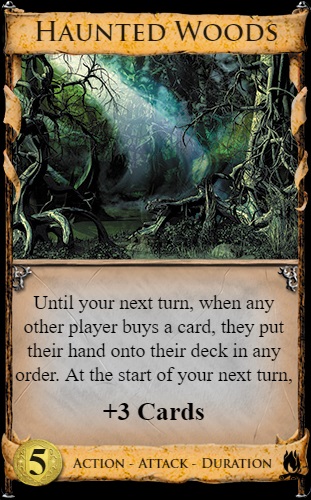 Haunted Woods
Until your next turn, when any
other player buys a card, they put
their hand onto their deck in any
order. At the start of your next turn,
+3 Cards
5
Action - Attack - Duration